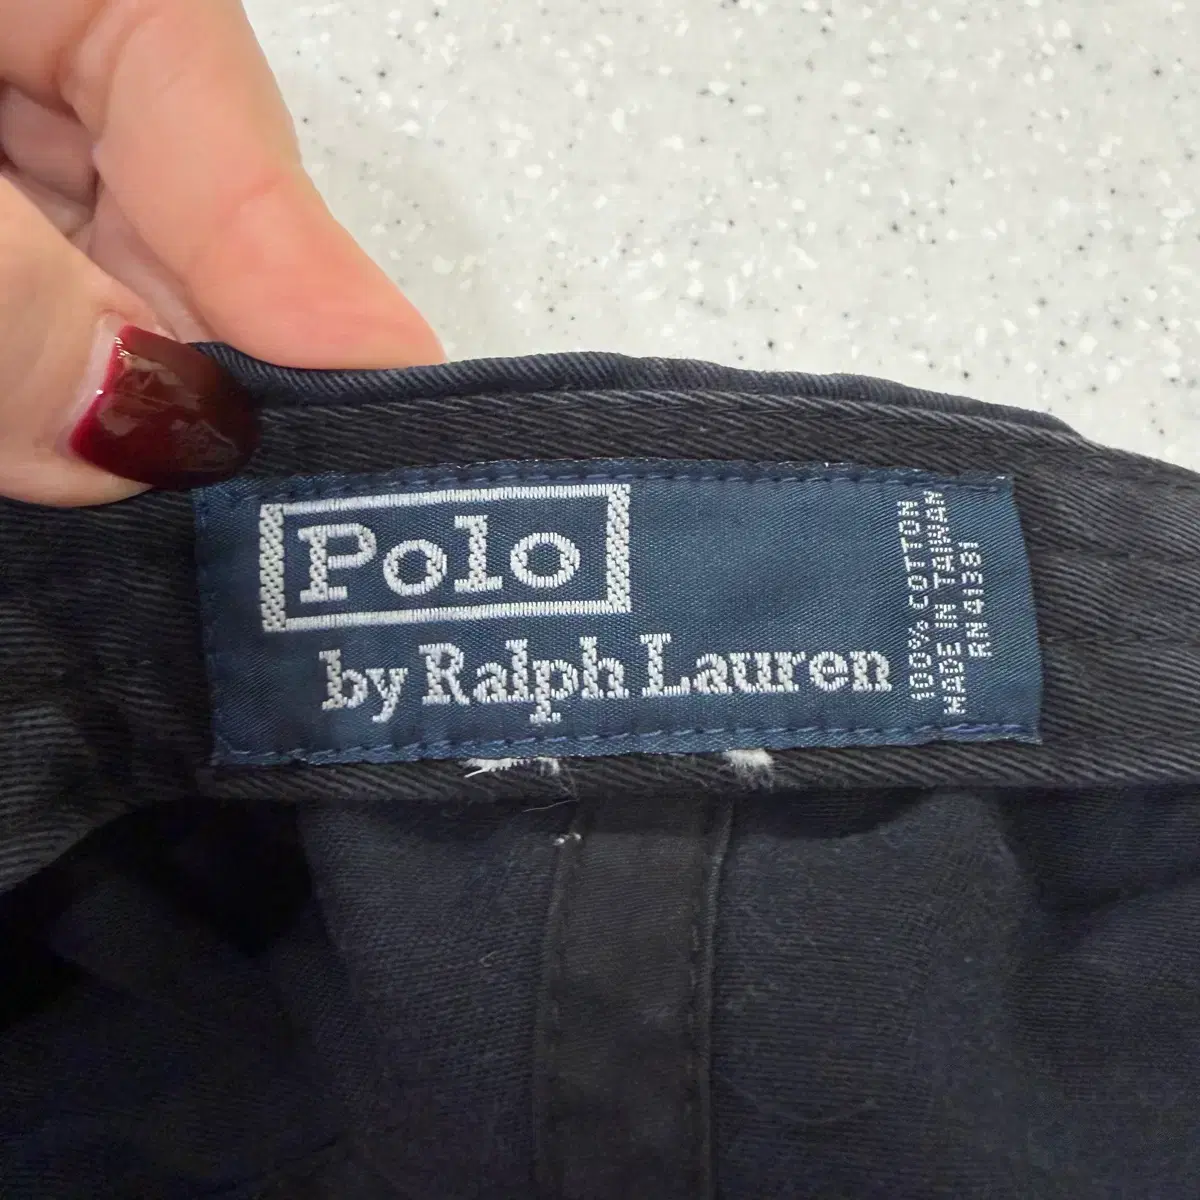 Polo
by Ralph Lauren
100% COTTON
MADE IN TAIWAN
RN 41381